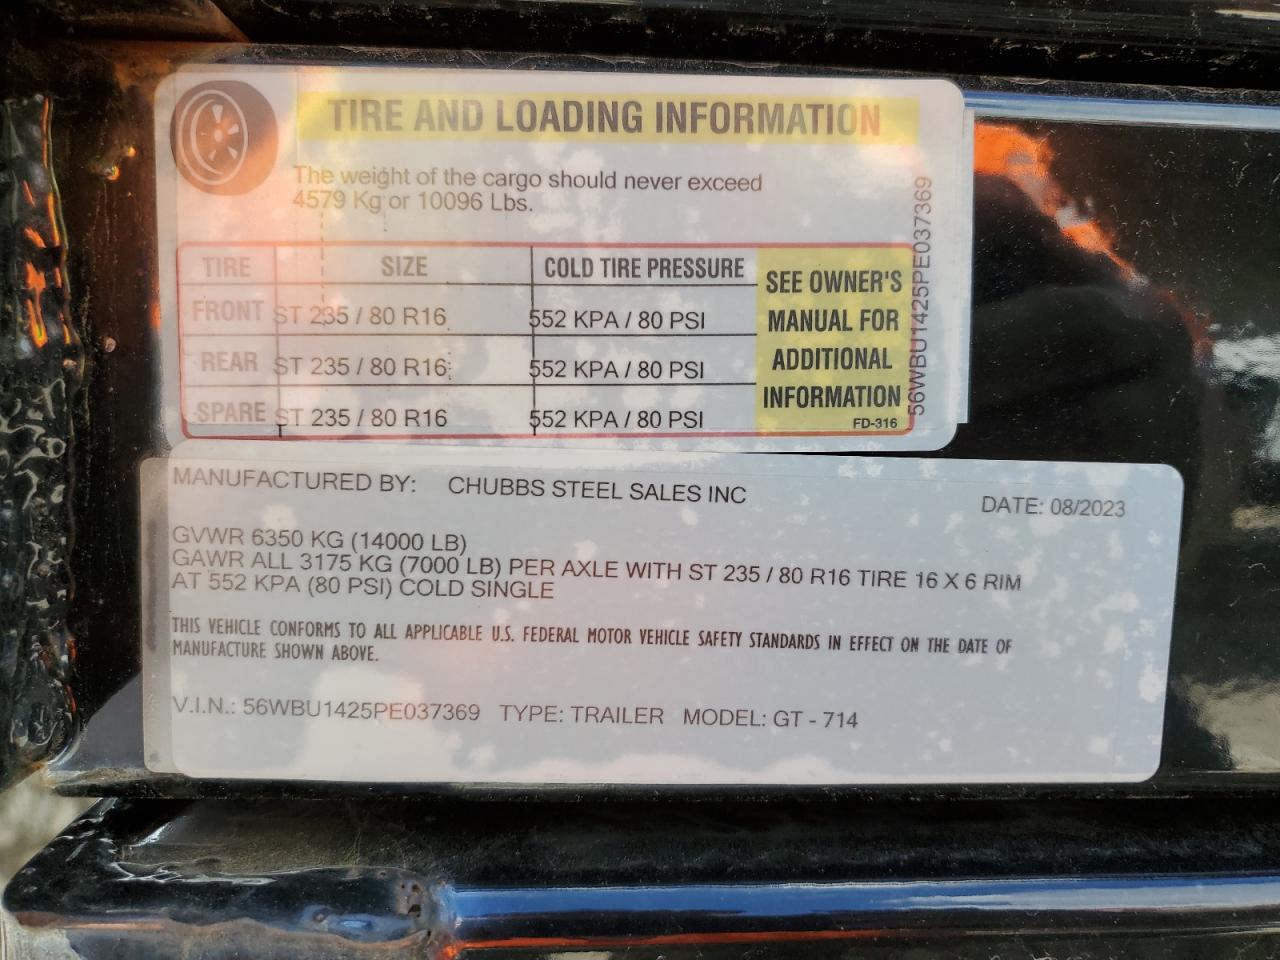 TIRE AND LOADING INFORMATION
The weight of the cargo should never exceed
4579 Kg or 10096 Lbs.
TIRE SIZE COLD TIRE PRESSURE
FRONT ST 235 / 80 R16 552 KPA / 80 PSI
REAR ST 235 / 80 R16 552 KPA / 80 PSI
SPARE ST 235 / 80 R16 552 KPA / 80 PSI
SEE OWNER'S
MANUAL FOR
ADDITIONAL
INFORMATION
FD-316
56WBU1425PE037369
MANUFACTURED BY: CHUBBS STEEL SALES INC DATE: 08/2023
GVWR 6350 KG (14000 LB)
GAWR ALL 3175 KG (7000 LB) PER AXLE WITH ST 235 / 80 R16 TIRE 16 X 6 RIM
AT 552 KPA (80 PSI) COLD SINGLE
THIS VEHICLE CONFORMS TO ALL APPLICABLE U.S. FEDERAL MOTOR VEHICLE SAFETY STANDARDS IN EFFECT ON THE DATE OF
MANUFACTURE SHOWN ABOVE.
V.I.N.: 56WBU1425PE037369 TYPE: TRAILER MODEL: GT - 714